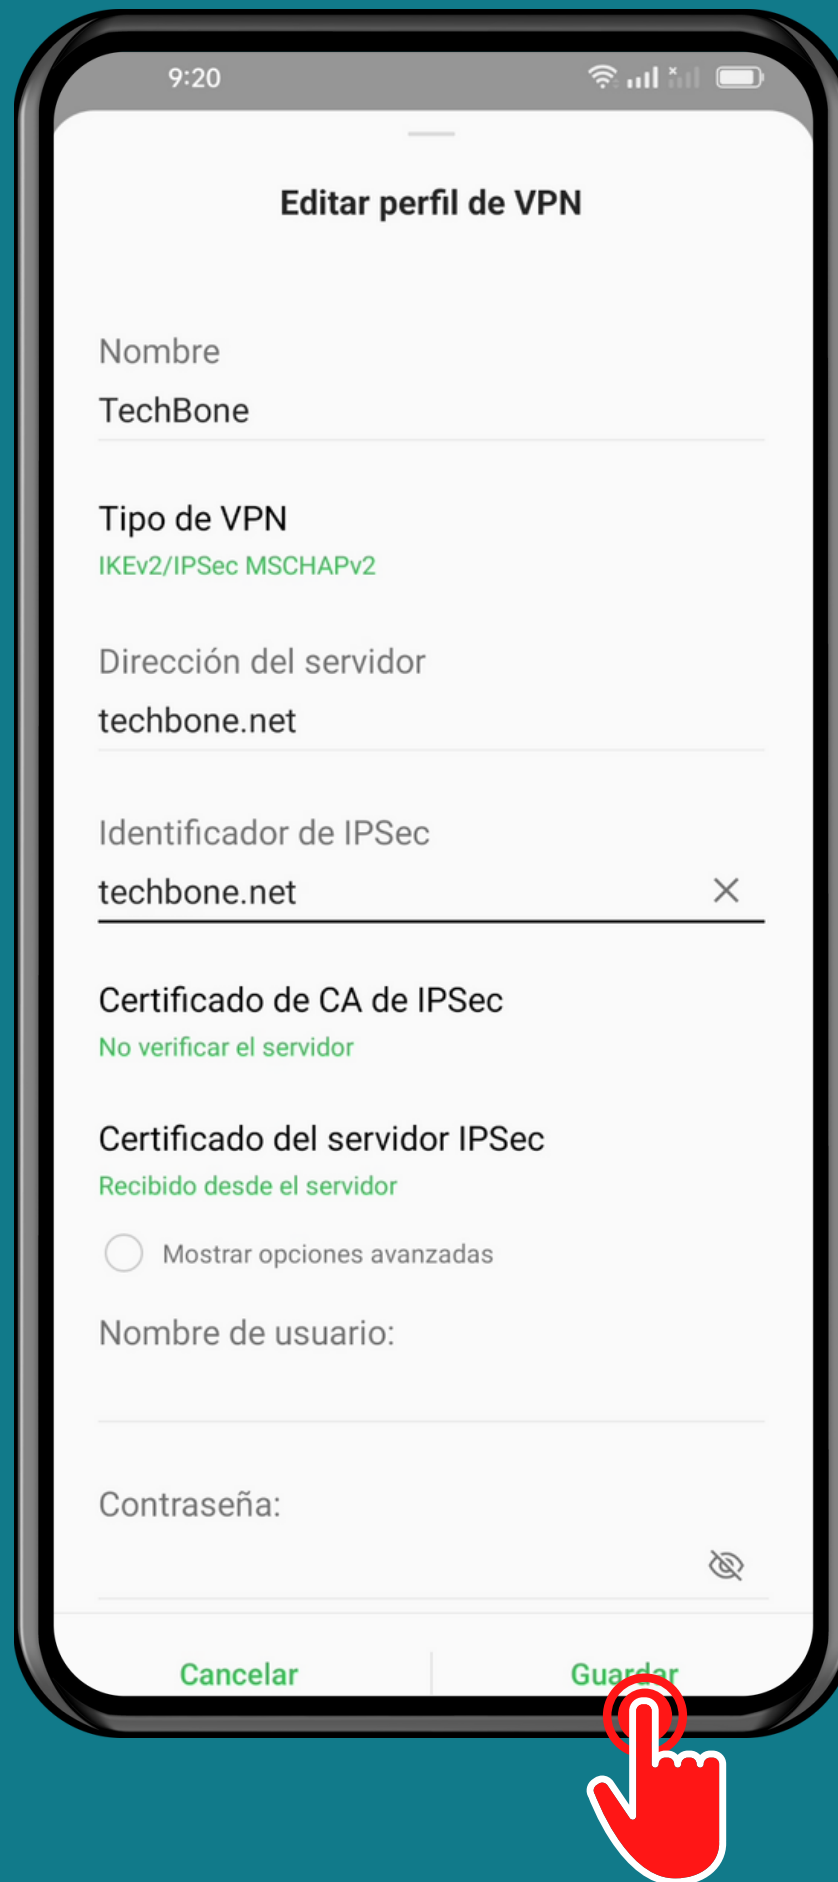 9:20
Editar perfil de VPN
Nombre
TechBone
Tipo de VPN
IKEv2/IPSec MSCHAPv2
Dirección del servidor
techbone.net
Identificador de IPSec
techbone.net
Certificado de CA de IPSec
No verificar el servidor
Certificado del servidor IPSec
Recibido desde el servidor
Mostrar opciones avanzadas
Nombre de usuario:
Contraseña:
Cancelar Guardar